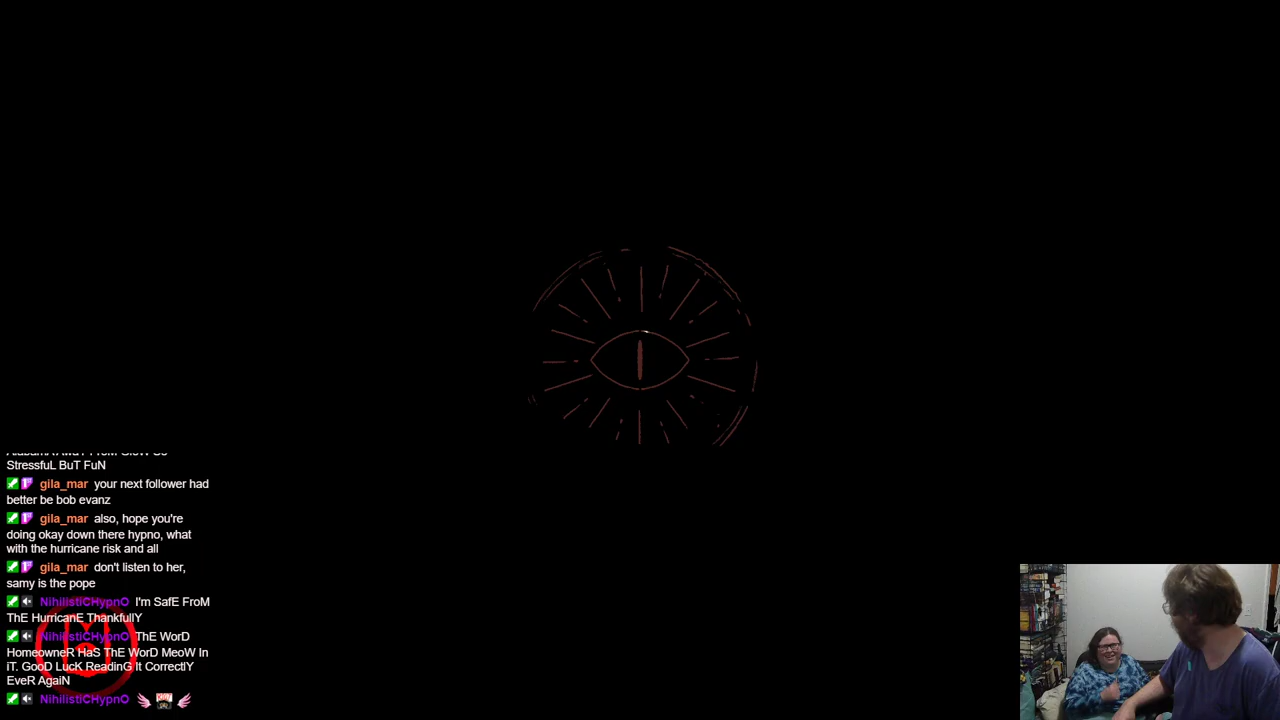 StressfuL BuT FuN
gila_mar your next follower had
better be bob evanz
gila_mar also, hope you're
doing okay down there hypno, what
with the hurricane risk and all
gila_mar don't listen to her,
samy is the pope
NihilistiCHypnO I'm SafE FroM
ThE HurricanE ThankfullY
NihilistiCHypnO ThE WorD
HomeowneR HaS ThE WorD MeoW In
iT. GooD LucK ReadinG It CorrectlY
EveR AgaiN
NihilistiCHypnO